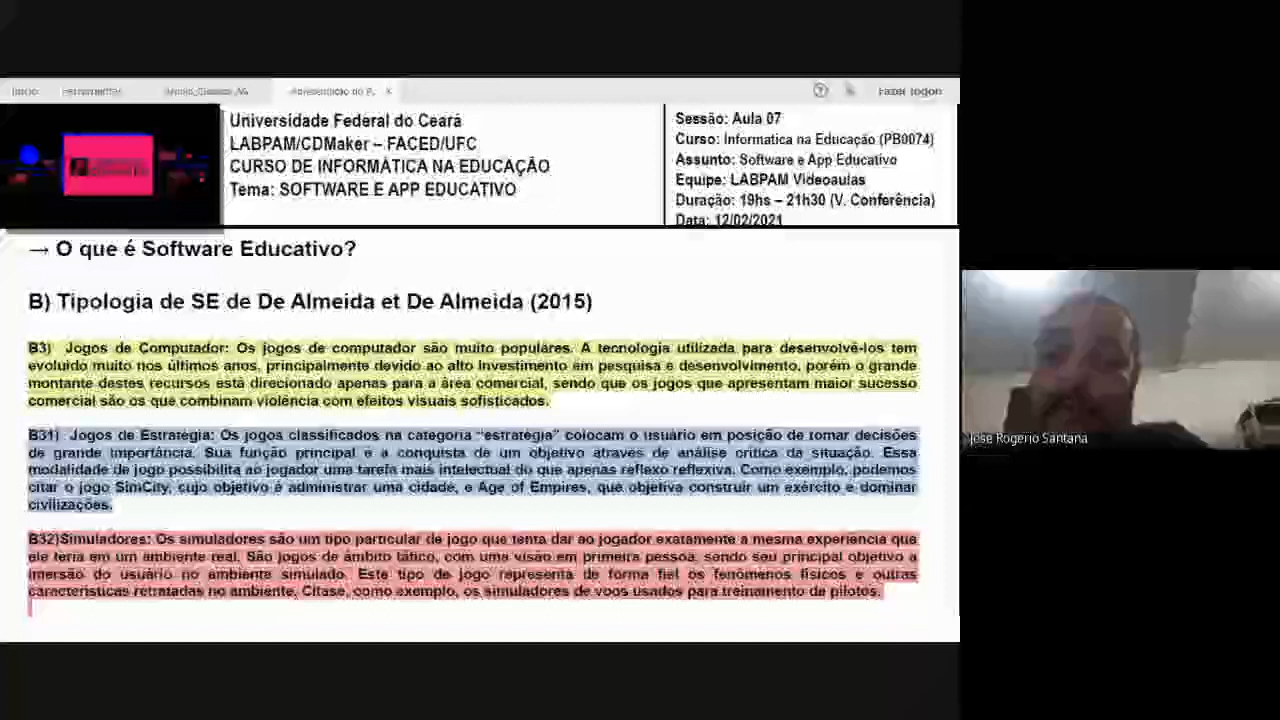 Início Ferramentas Apresentação do P.. × Fazer logon
Universidade Federal do Ceará
LABPAM/CDMaker – FACED/UFC
CURSO DE INFORMÁTICA NA EDUCAÇÃO
Tema: SOFTWARE E APP EDUCATIVO
Sessão: Aula 07
Curso: Informatica na Educação (PB0074)
Assunto: Software e App Educativo
Equipe: LABPAM Videoaulas
Duração: 19hs – 21h30 (V. Conferência)
Data: 12/02/2021
→ O que é Software Educativo?
B) Tipologia de SE de De Almeida et De Almeida (2015)
B3) Jogos de Computador: Os jogos de computador são muito populares. A tecnologia utilizada para desenvolvê-los tem
evoluído muito nos últimos anos, principalmente devido ao alto investimento em pesquisa e desenvolvimento, porém o grande
montante destes recursos está direcionado apenas para a área comercial, sendo que os jogos que apresentam maior sucesso
comercial são os que combinam violência com efeitos visuais sofisticados.
B31) Jogos de Estratégia: Os jogos classificados na categoria “estratégia” colocam o usuário em posição de tomar decisões
de grande importância. Sua função principal é a conquista de um objetivo através de análise crítica da situação. Essa
modalidade de jogo possibilita ao jogador uma tarefa mais intelectual do que apenas reflexo reflexiva. Como exemplo, podemos
citar o jogo SimCity, cujo objetivo é administrar uma cidade, e Age of Empires, que objetiva construir um exército e dominar
civilizações.
B32)Simuladores: Os simuladores são um tipo particular de jogo que tenta dar ao jogador exatamente a mesma experiência que
ele teria em um ambiente real. São jogos de âmbito tático, com uma visão em primeira pessoa, sendo seu principal objetivo a
imersão do usuário no ambiente simulado. Este tipo de jogo representa de forma fiel os fenômenos físicos e outras
características retratadas no ambiente. Citase, como exemplo, os simuladores de voos usados para treinamento de pilotos.
Jose Rogerio Santana